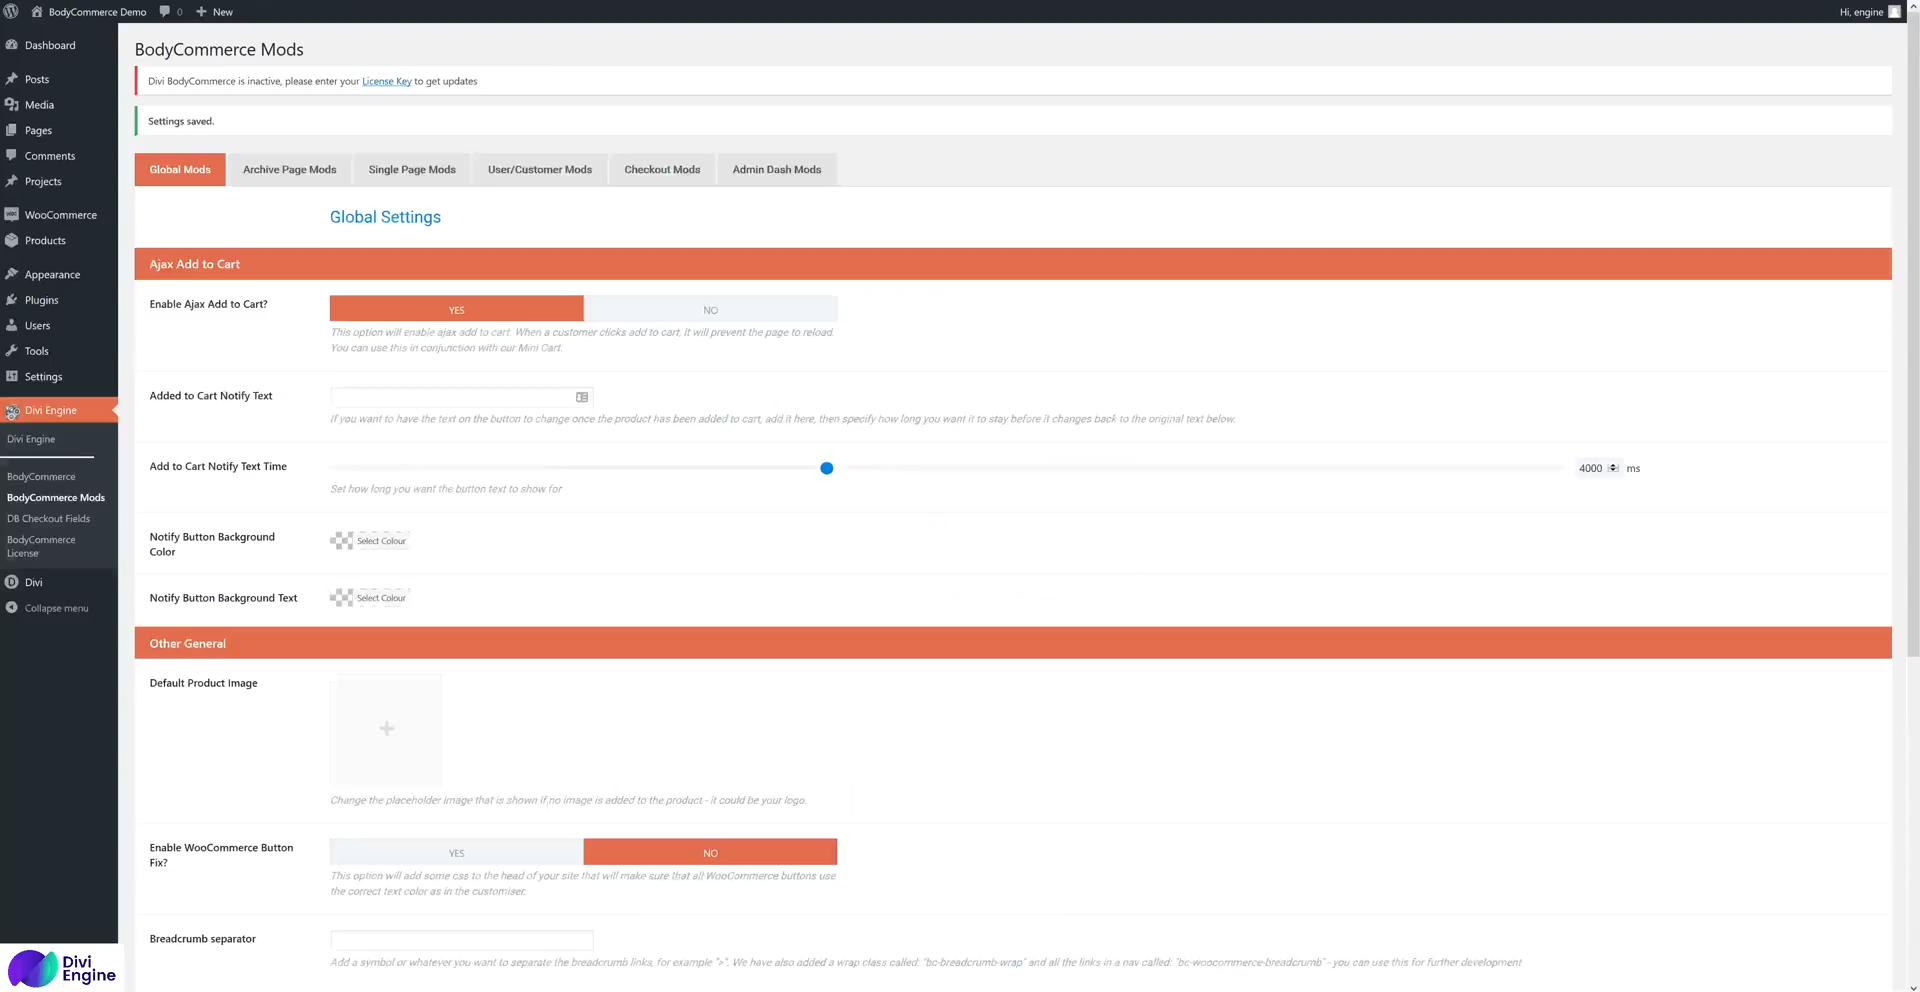 BodyCommerce Demo
0
New
Hi, engine
Dashboard
Posts
Media
Pages
Comments
Projects
WooCommerce
Products
Appearance
Plugins
Users
Tools
Settings
Divi Engine
Divi Engine
BodyCommerce
BodyCommerce Mods
DB Checkout Fields
BodyCommerce
License
Divi
Collapse menu
Divi
Engine
BodyCommerce Mods
Divi BodyCommerce is inactive, please enter your License Key to get updates
Settings saved.
Global Mods
Archive Page Mods
Single Page Mods
User/Customer Mods
Checkout Mods
Admin Dash Mods
Global Settings
Ajax Add to Cart
Enable Ajax Add to Cart?
YES
NO
This option will enable ajax add to cart. When a customer clicks add to cart, it will prevent the page to reload.
You can use this in conjunction with our Mini Cart.
Added to Cart Notify Text
If you want to have the text on the button to change once the product has been added to cart, add it here, then specify how long you want it to stay before it changes back to the original text below.
Add to Cart Notify Text Time
4000
ms
Set how long you want the button text to show for
Notify Button Background
Color
Select Colour
Notify Button Background Text
Select Colour
Other General
Default Product Image
Change the placeholder image that is shown if no image is added to the product - it could be your logo.
Enable WooCommerce Button
Fix?
YES
NO
This option will add some css to the head of your site that will make sure that all WooCommerce buttons use
the correct text color as in the customiser.
Breadcrumb separator
Add a symbol or whatever you want to separate the breadcrumb links, for example ">". We have also added a wrap class called: "bc-breadcrumb-wrap" and all the links in a nav called: "bc-woocommerce-breadcrumb" - you can use this for further development